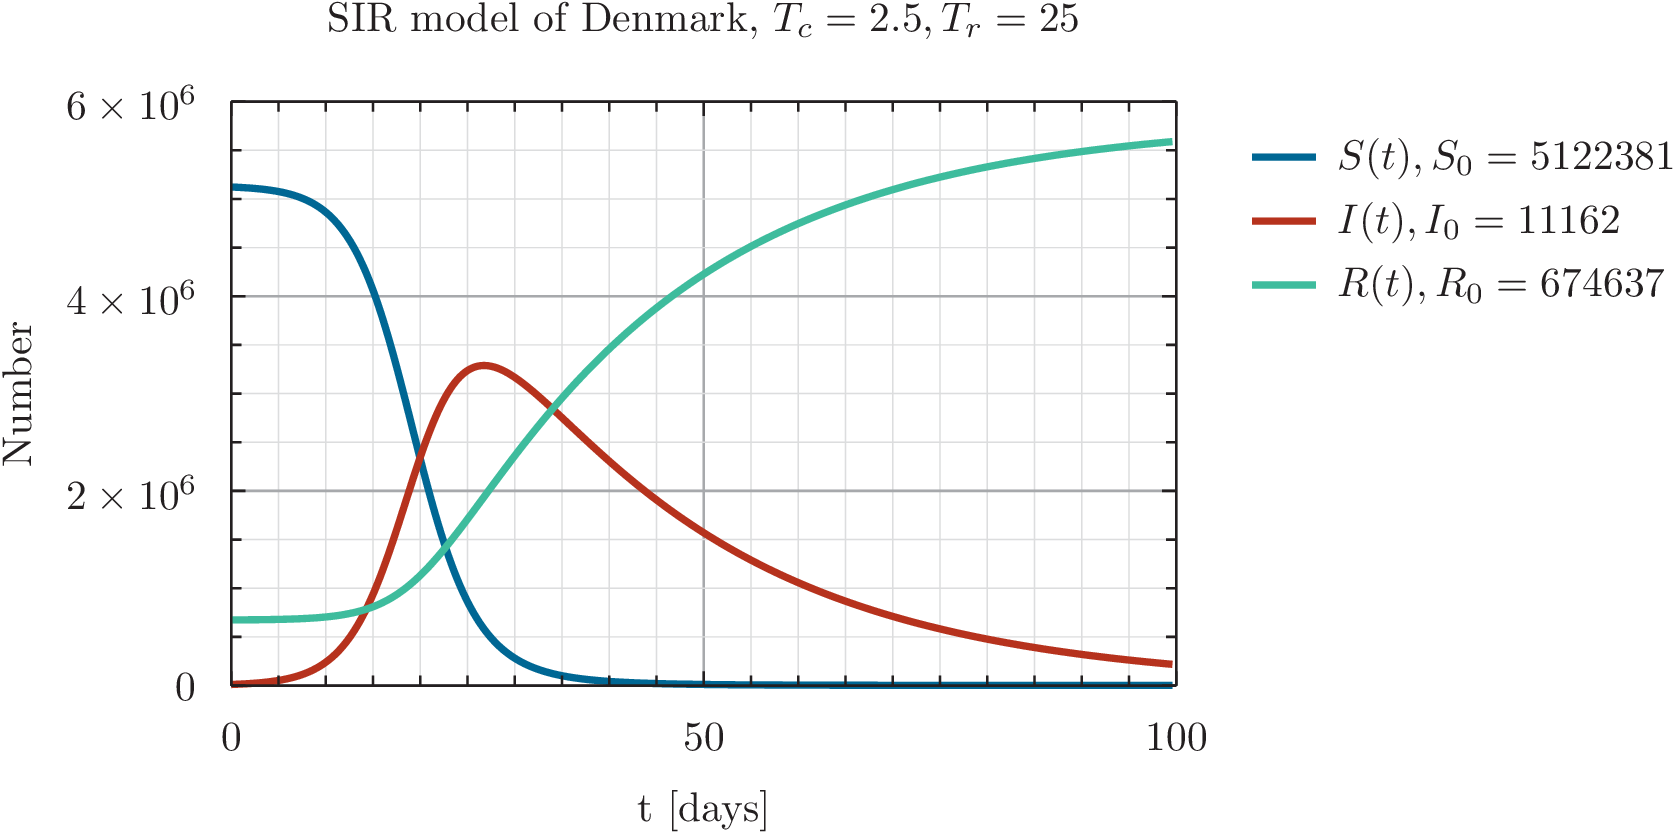 SIR model of Denmark, T_c = 2.5, T_r = 25
6 × 10^6
4 × 10^6
2 × 10^6
0
Number
0 50 100
t [days]
S(t), S_0 = 5122381
I(t), I_0 = 11162
R(t), R_0 = 674637